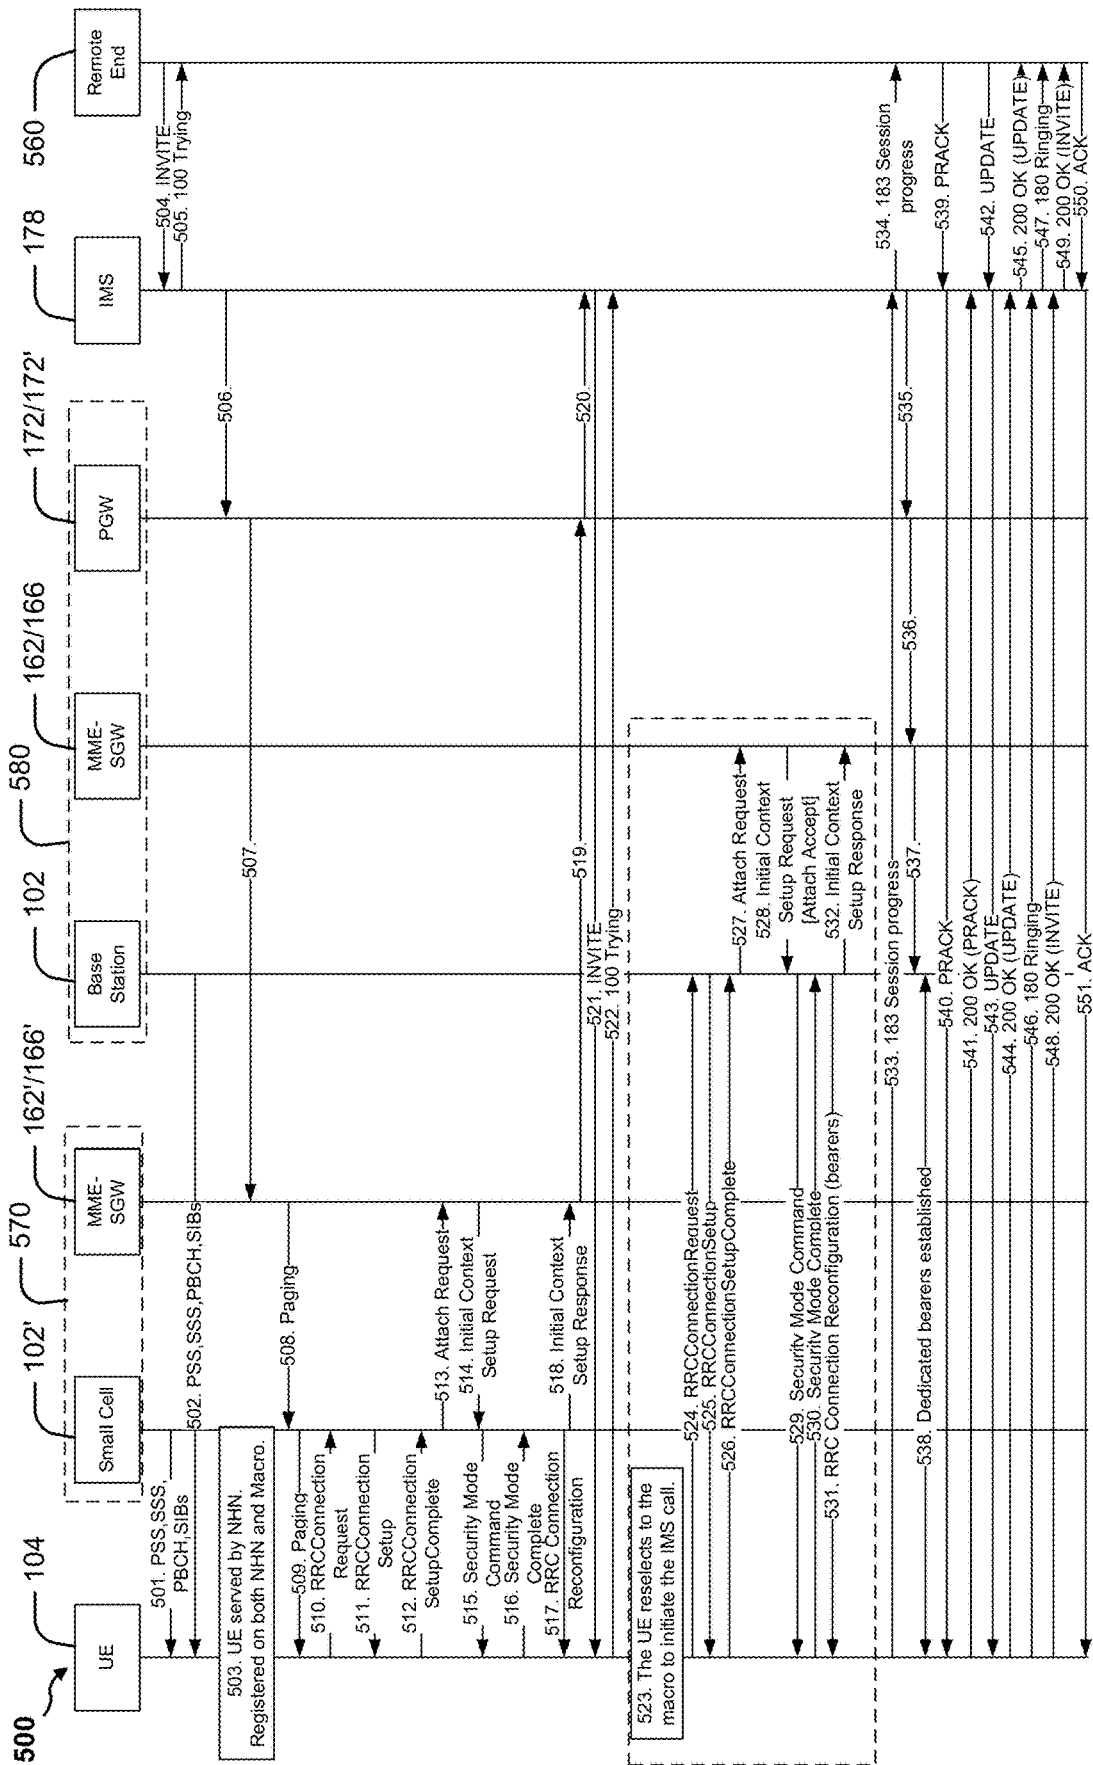 500
104
102'
570
162'/166'
102
580
162/166
172/172'
178
560
UE
Small Cell
MME-
SGW
Base
Station
MME-
SGW
PGW
IMS
Remote
End
501. PSS,SSS,
PBCH,SIBs
502. PSS,SSS,PBCH,SIBs
503. UE served by NHN.
Registered on both NHN and Macro.
504. INVITE
505. 100 Trying
506.
507.
508. Paging
509. Paging
510. RRCConnection
Request
511. RRCConnection
Setup
512. RRCConnection
SetupComplete
513. Attach Request
514. Initial Context
Setup Request
515. Security Mode
Command
516. Security Mode
Complete
517. RRC Connection
Reconfiguration
518. Initial Context
Setup Response
519.
520.
521. INVITE
522. 100 Trying
523. The UE reselects to the
macro to initiate the IMS call.
524. RRCConnectionRequest
525. RRCConnectionSetup
526. RRCConnectionSetupComplete
527. Attach Request
528. Initial Context
Setup Request
[Attach Accept]
529. Security Mode Command
530. Security Mode Complete
531. RRC Connection Reconfiguration (bearers)
532. Initial Context
Setup Response
533. 183 Session progress
534. 183 Session
progress
535.
536.
537.
538. Dedicated bearers established
539. PRACK
540. PRACK
541. 200 OK (PRACK)
542. UPDATE
543. UPDATE
544. 200 OK (UPDATE)
545. 200 OK (UPDATE)
546. 180 Ringing
547. 180 Ringing
548. 200 OK (INVITE)
549. 200 OK (INVITE)
550. ACK
551. ACK